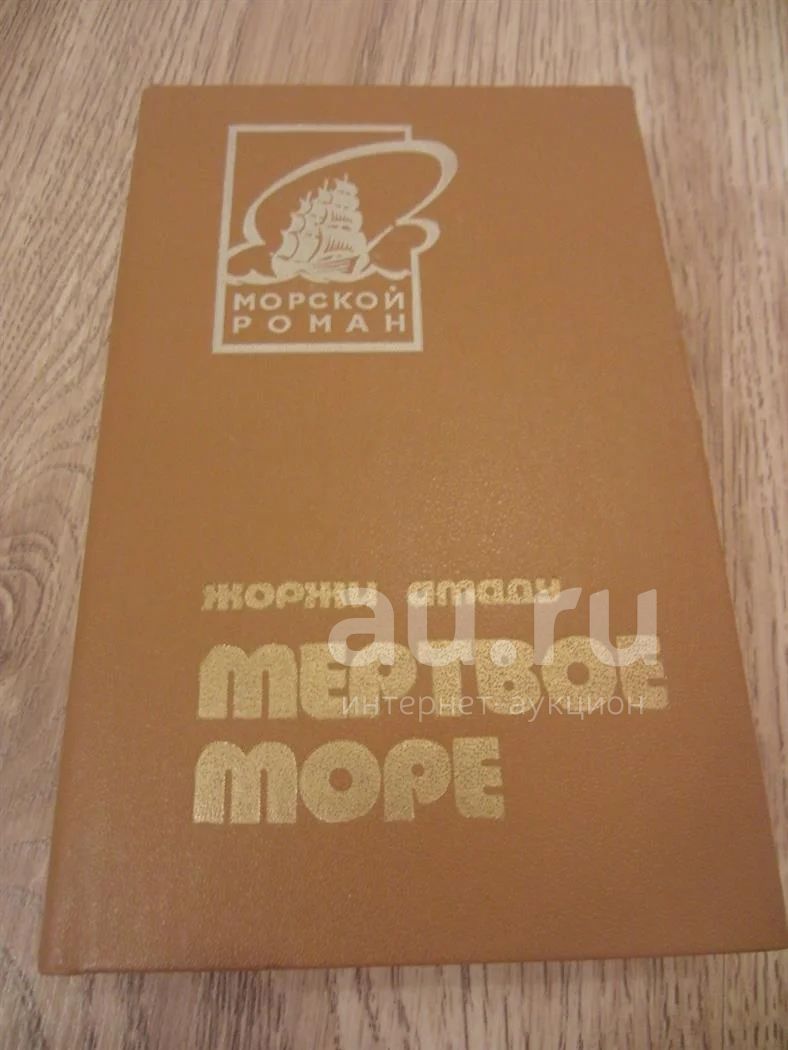 МОРСКОЙ
РОМАН
ЖОРЖИ АМАДУ
au.ru
МЕРТВОЕ
интернет аукцион
МОРЕ